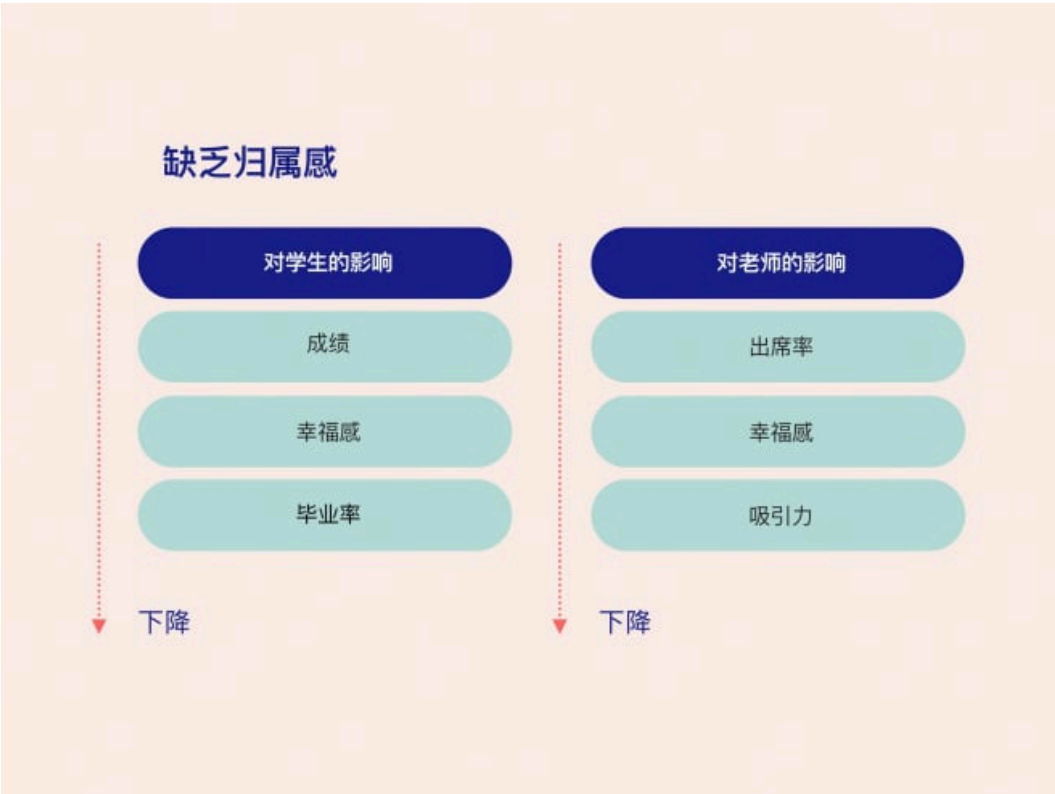 缺乏归属感
对学生的影响
成绩
幸福感
毕业率
下降
对老师的影响
出席率
幸福感
吸引力
下降